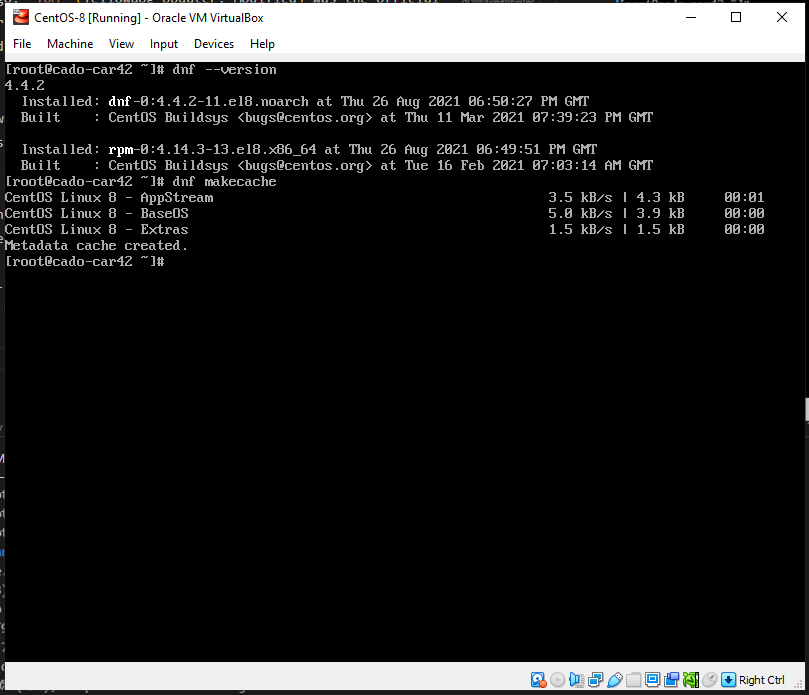 CentOS-8 [Running] - Oracle VM VirtualBox
File Machine View Input Devices Help
[root@cado-car42 ~]# dnf --version
4.4.2
Installed: dnf-0:4.4.2-11.el8.noarch at Thu 26 Aug 2021 06:50:27 PM GMT
Built : CentOS Buildsys <bugs@centos.org> at Thu 11 Mar 2021 07:39:23 PM GMT
Installed: rpm-0:4.14.3-13.el8.x86_64 at Thu 26 Aug 2021 06:49:51 PM GMT
Built : CentOS Buildsys <bugs@centos.org> at Tue 16 Feb 2021 07:03:14 AM GMT
[root@cado-car42 ~]# dnf makecache
CentOS Linux 8 - AppStream 3.5 kB/s | 4.3 kB 00:01
CentOS Linux 8 - BaseOS 5.0 kB/s | 3.9 kB 00:00
CentOS Linux 8 - Extras 1.5 kB/s | 1.5 kB 00:00
Metadata cache created.
[root@cado-car42 ~]#
Right Ctrl